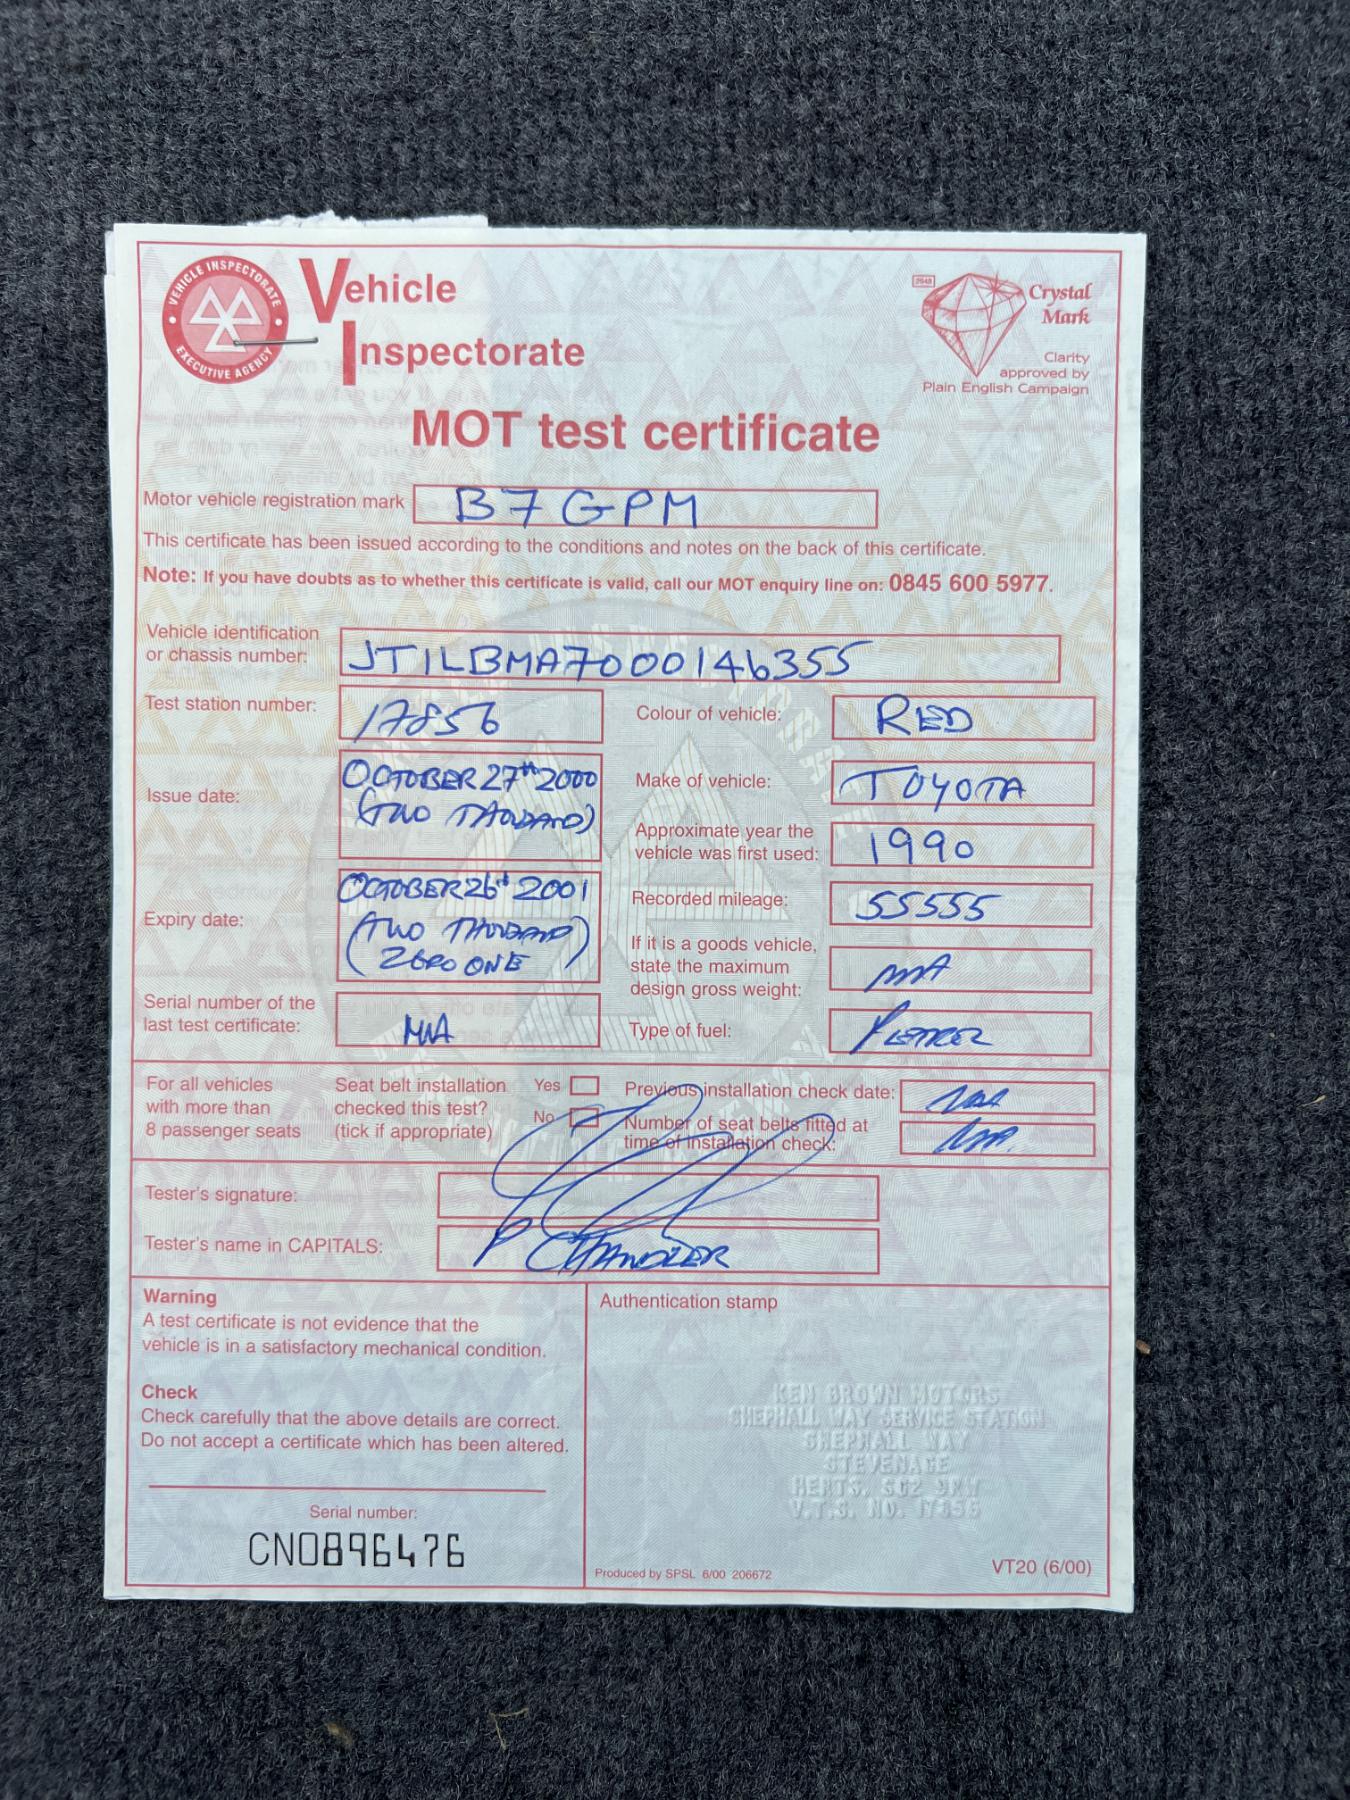 VEHICLE INSPECTORATE
EXECUTIVE AGENCY
Vehicle
Inspectorate
2948
Crystal
Mark
Clarity
approved by
Plain English Campaign
MOT test certificate
Motor vehicle registration mark B7 GPM
This certificate has been issued according to the conditions and notes on the back of this certificate.
Note: If you have doubts as to whether this certificate is valid, call our MOT enquiry line on: 0845 600 5977.
Vehicle identification
or chassis number: JT1LBMA7000146355
Test station number: 17856
Colour of vehicle: RED
Issue date: OCTOBER 27th 2000
(TWO THOUSAND)
Make of vehicle: TOYOTA
Approximate year the
vehicle was first used: 1990
Expiry date: OCTOBER 26th 2001
(TWO THOUSAND)
ZERO ONE
Recorded mileage: 55555
If it is a goods vehicle,
state the maximum
design gross weight: N/A
Serial number of the
last test certificate: N/A
Type of fuel:
For all vehicles
with more than
8 passenger seats
Seat belt installation
checked this test?
(tick if appropriate)
Yes
No
Previous installation check date: N/A
Number of seat belts fitted at
time of installation check: N/A
Tester's signature:
Tester's name in CAPITALS: P CHANDLER
Warning
A test certificate is not evidence that the
vehicle is in a satisfactory mechanical condition.
Check
Check carefully that the above details are correct.
Do not accept a certificate which has been altered.
Serial number:
CN0896476
Authentication stamp
KEN BROWN MOTORS
SHEPHALL WAY SERVICE STATION
SHEPHALL WAY
STEVENAGE
HERTS. SG2
V.T.S. NO. 17856
Produced by SPSL 6/00 206672
VT20 (6/00)